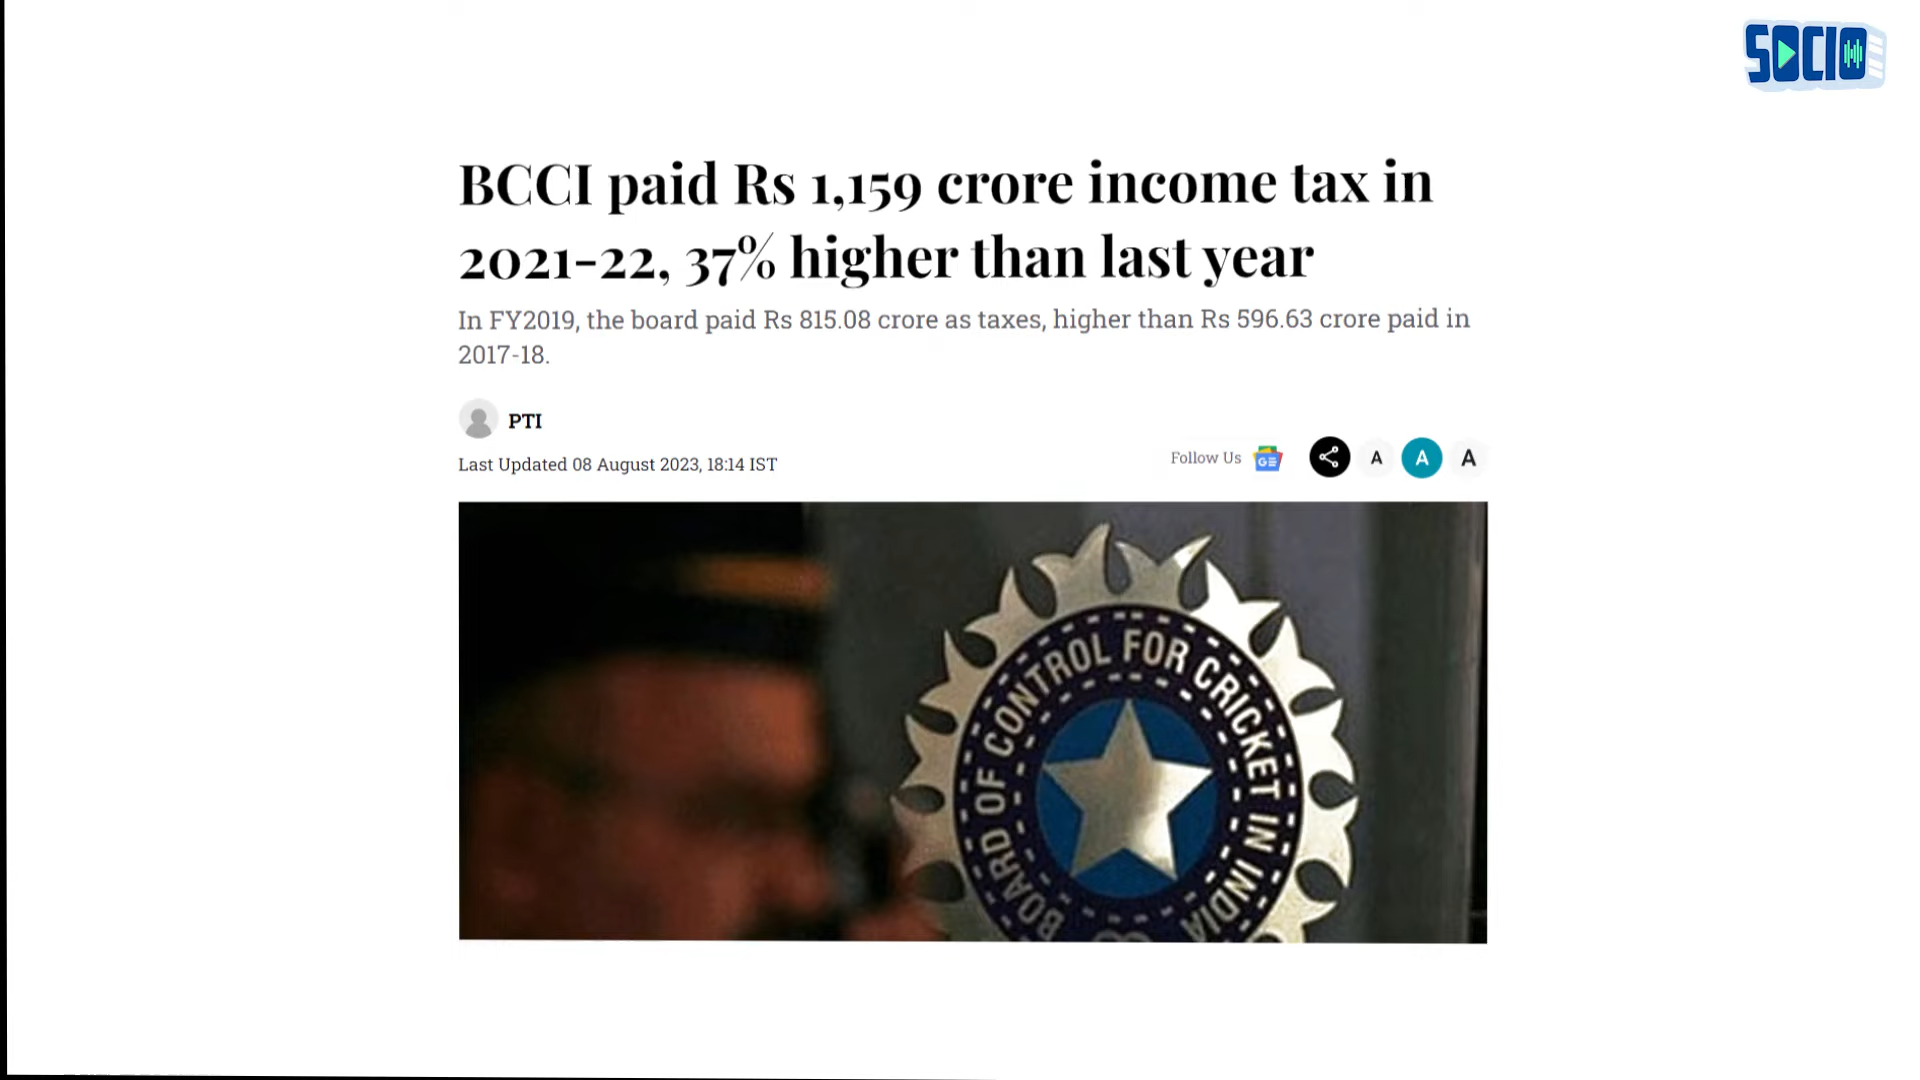 SOCIO
BCCI paid Rs 1,159 crore income tax in
2021-22, 37% higher than last year
In FY2019, the board paid Rs 815.08 crore as taxes, higher than Rs 596.63 crore paid in
2017-18.
PTI
Last Updated 08 August 2023, 18:14 IST
Follow Us
GE
A
A
A
BOARD OF CONTROL FOR CRICKET IN INDIA